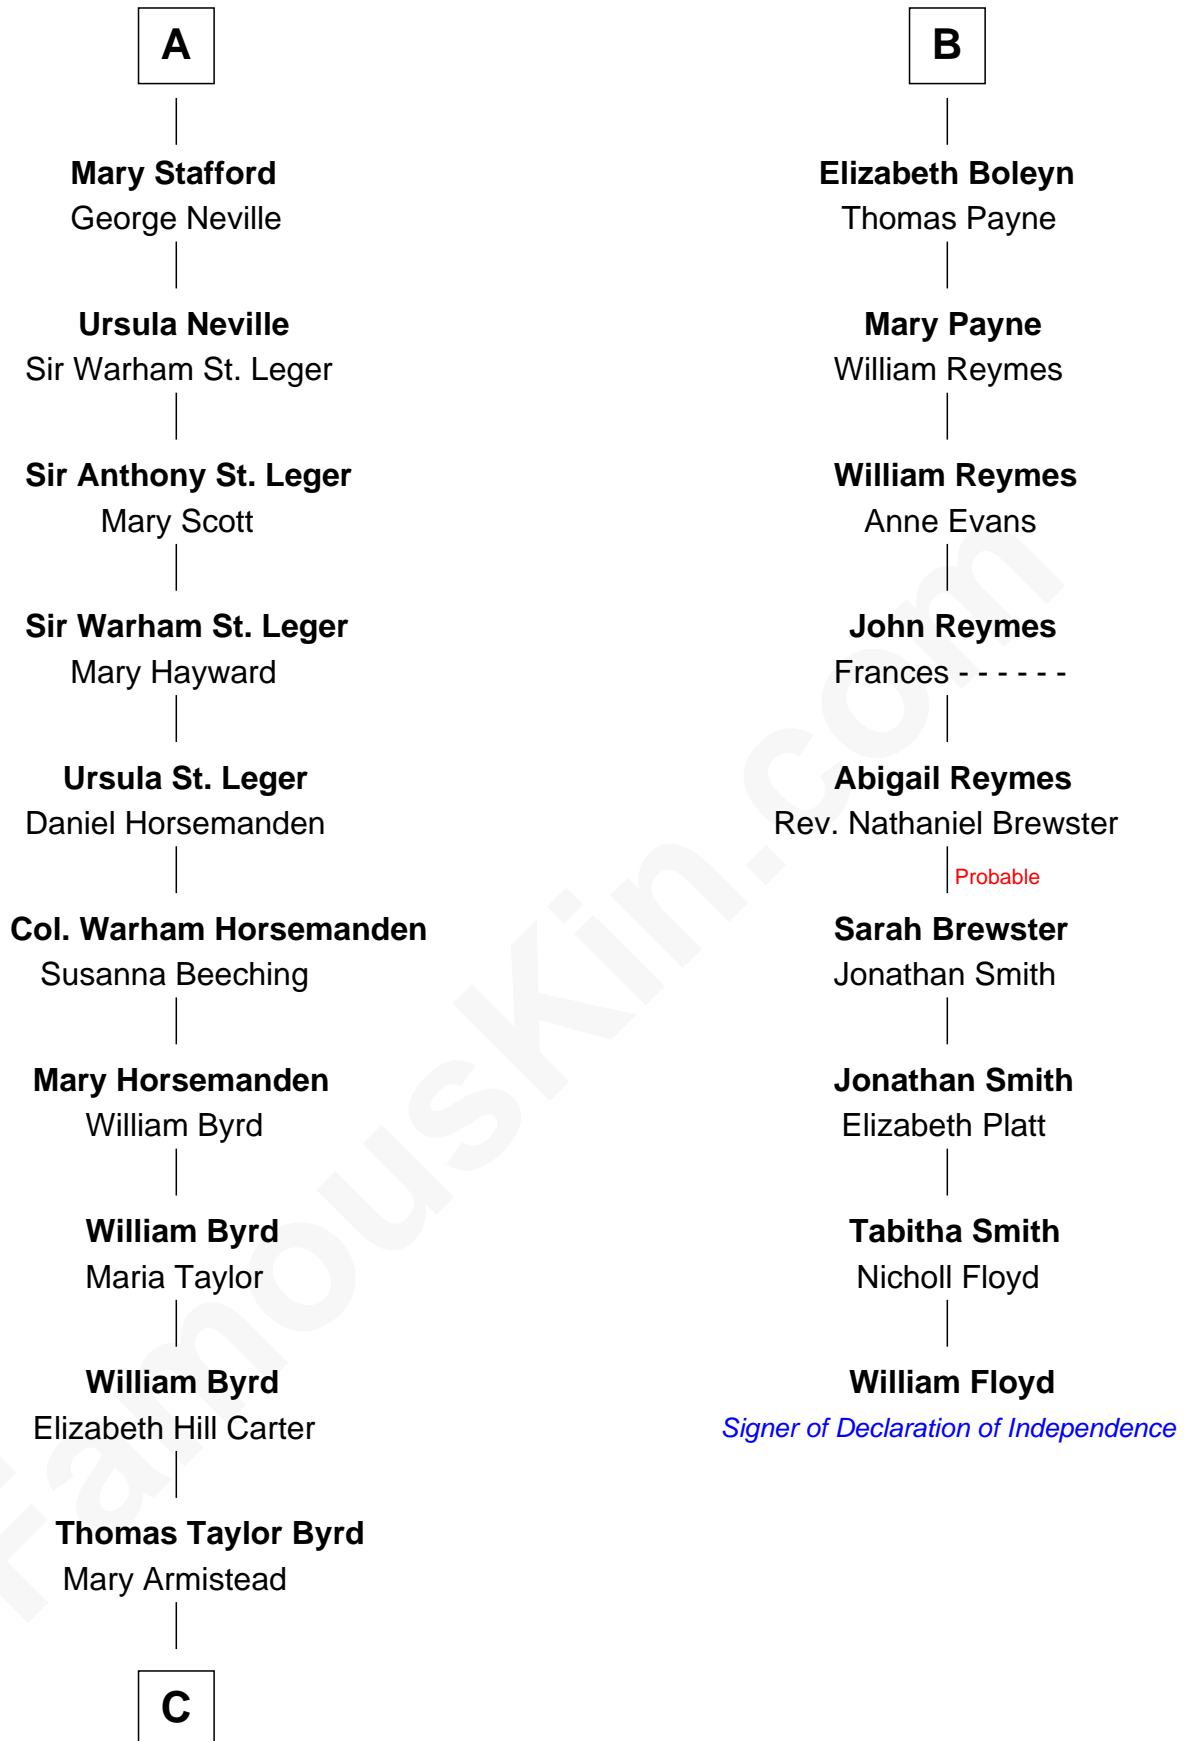 A
Mary Stafford
George Neville
Ursula Neville
Sir Warham St. Leger
Sir Anthony St. Leger
Mary Scott
Sir Warham St. Leger
Mary Hayward
Ursula St. Leger
Daniel Horsemanden
Col. Warham Horsemanden
Susanna Beeching
Mary Horsemanden
William Byrd
William Byrd
Maria Taylor
William Byrd
Elizabeth Hill Carter
Thomas Taylor Byrd
Mary Armistead
C
B
Elizabeth Boleyn
Thomas Payne
Mary Payne
William Reymes
William Reymes
Anne Evans
John Reymes
Frances - - - - - -
Abigail Reymes
Rev. Nathaniel Brewster
Probable
Sarah Brewster
Jonathan Smith
Jonathan Smith
Elizabeth Platt
Tabitha Smith
Nicholl Floyd
William Floyd
Signer of Declaration of Independence
FamousKin.com